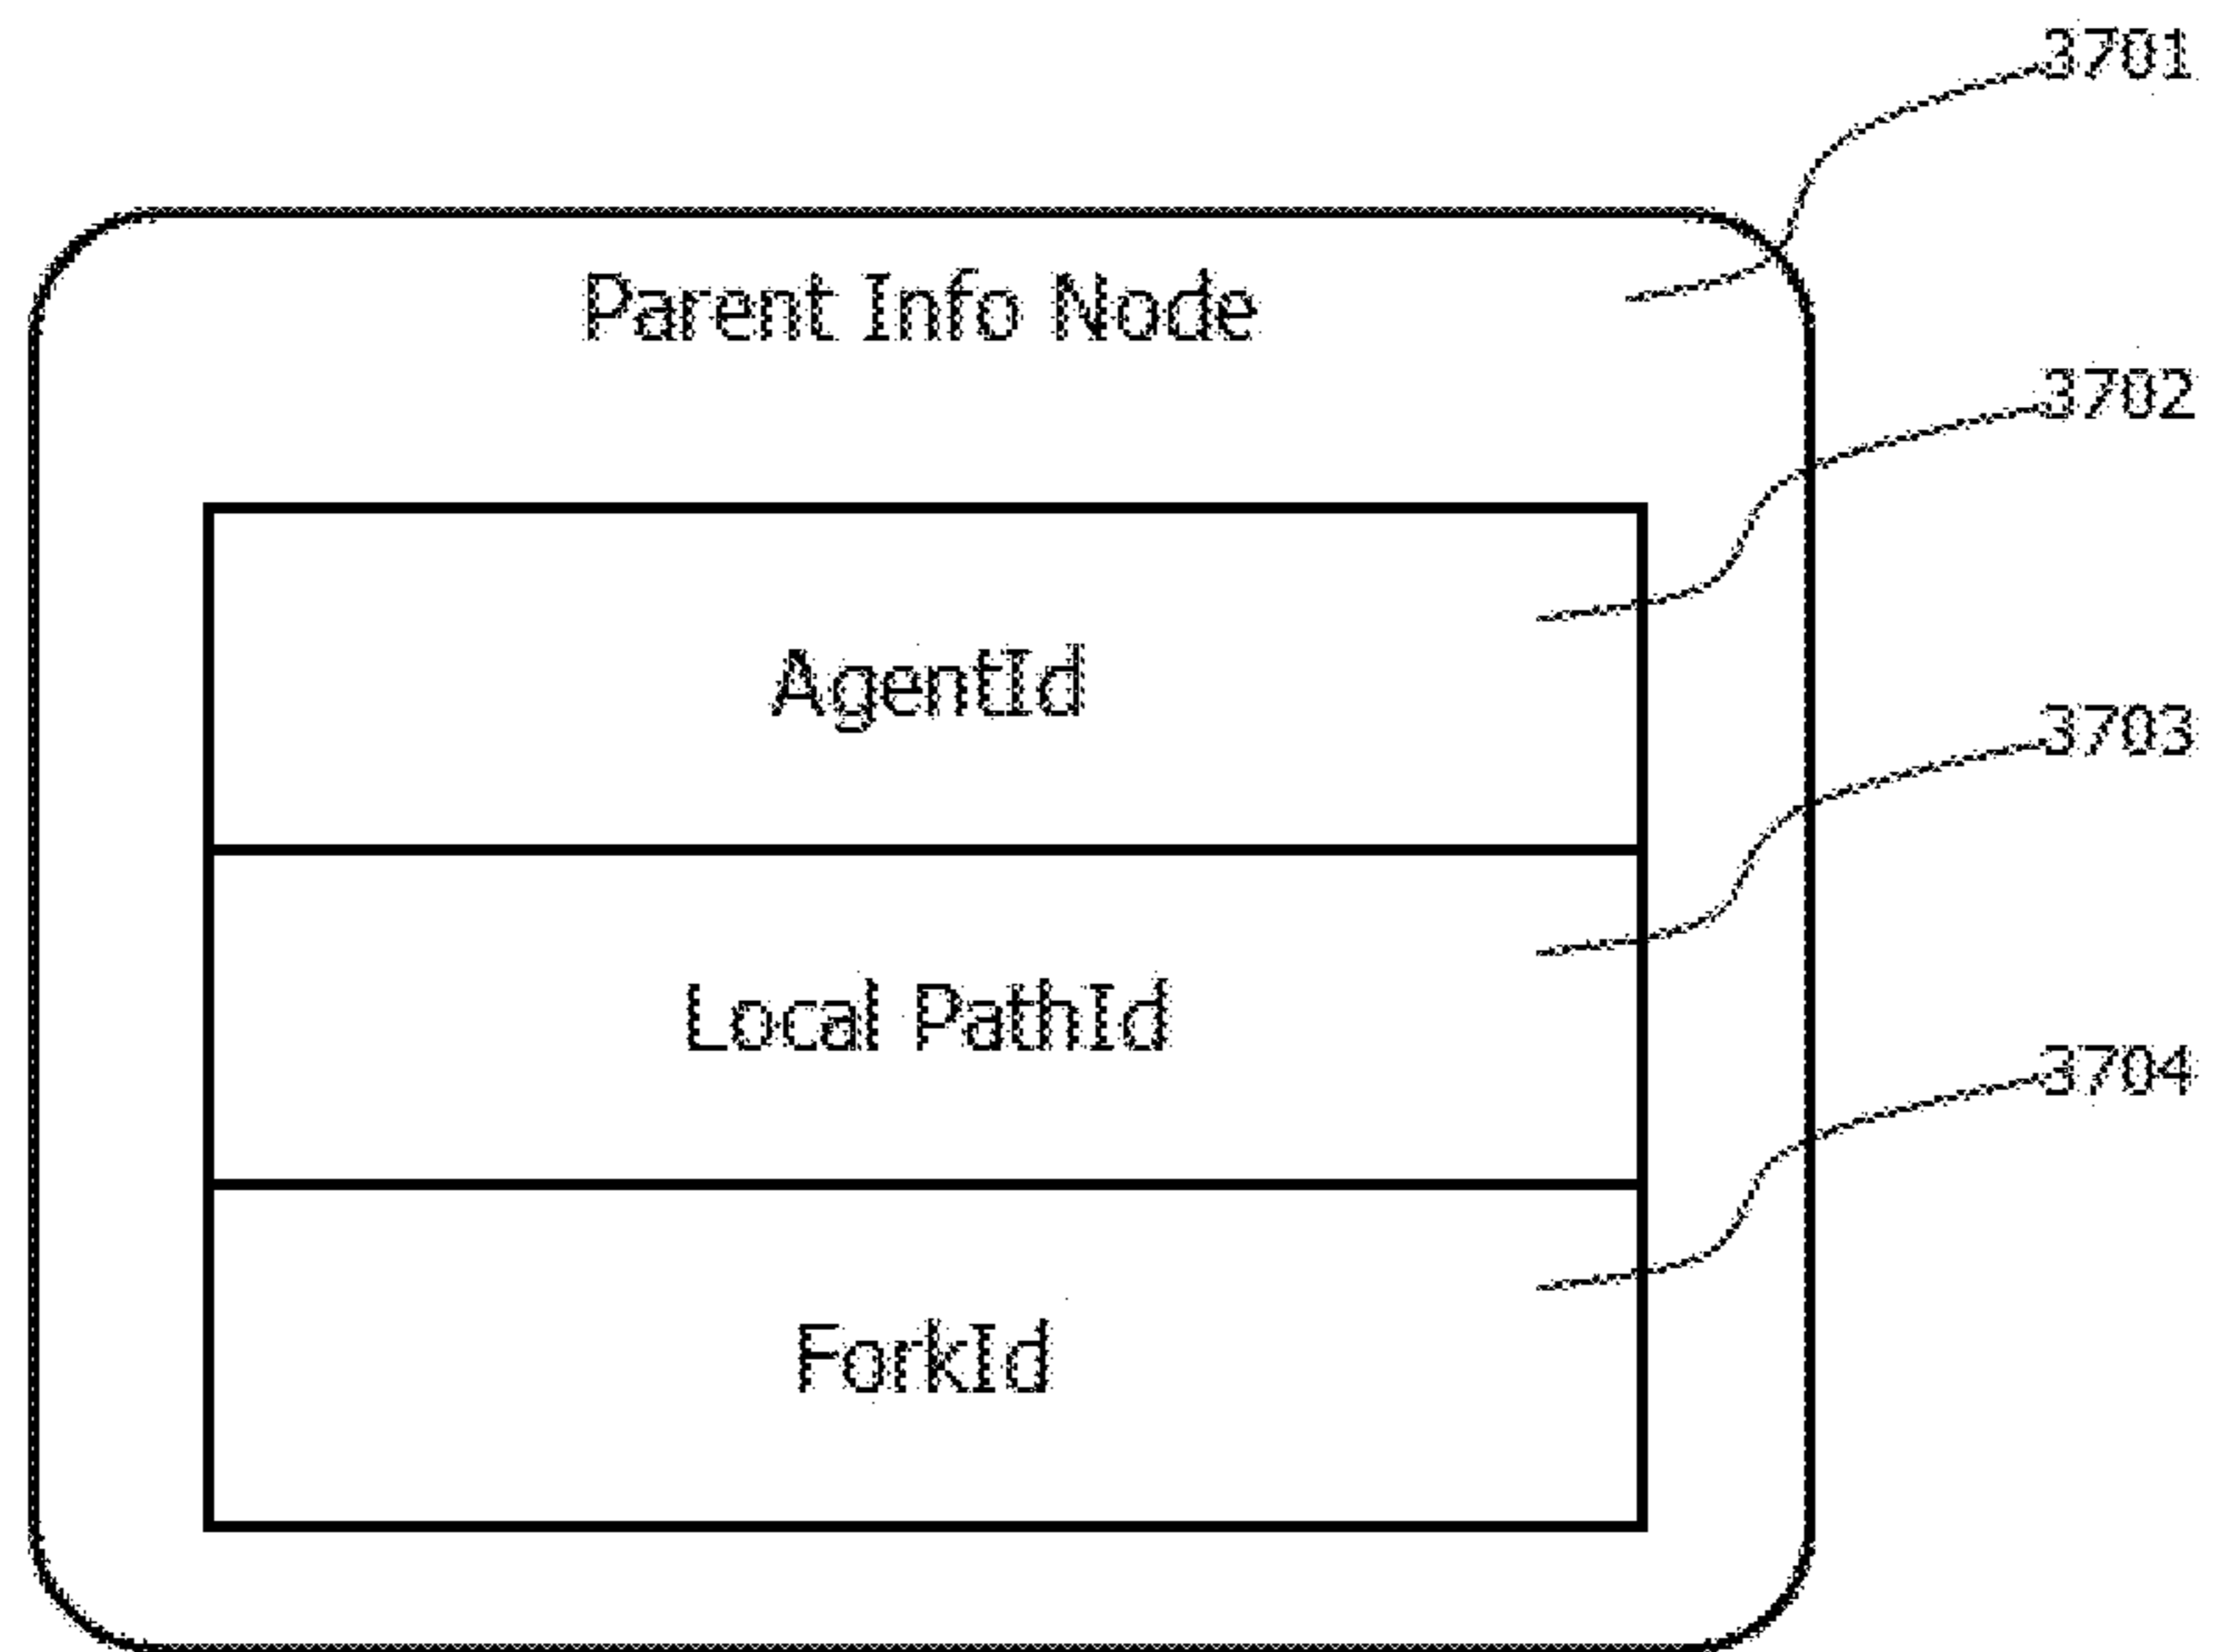 3701
Parent Info Node
3702
AgentId
3703
Local PathId
3704
ForkId